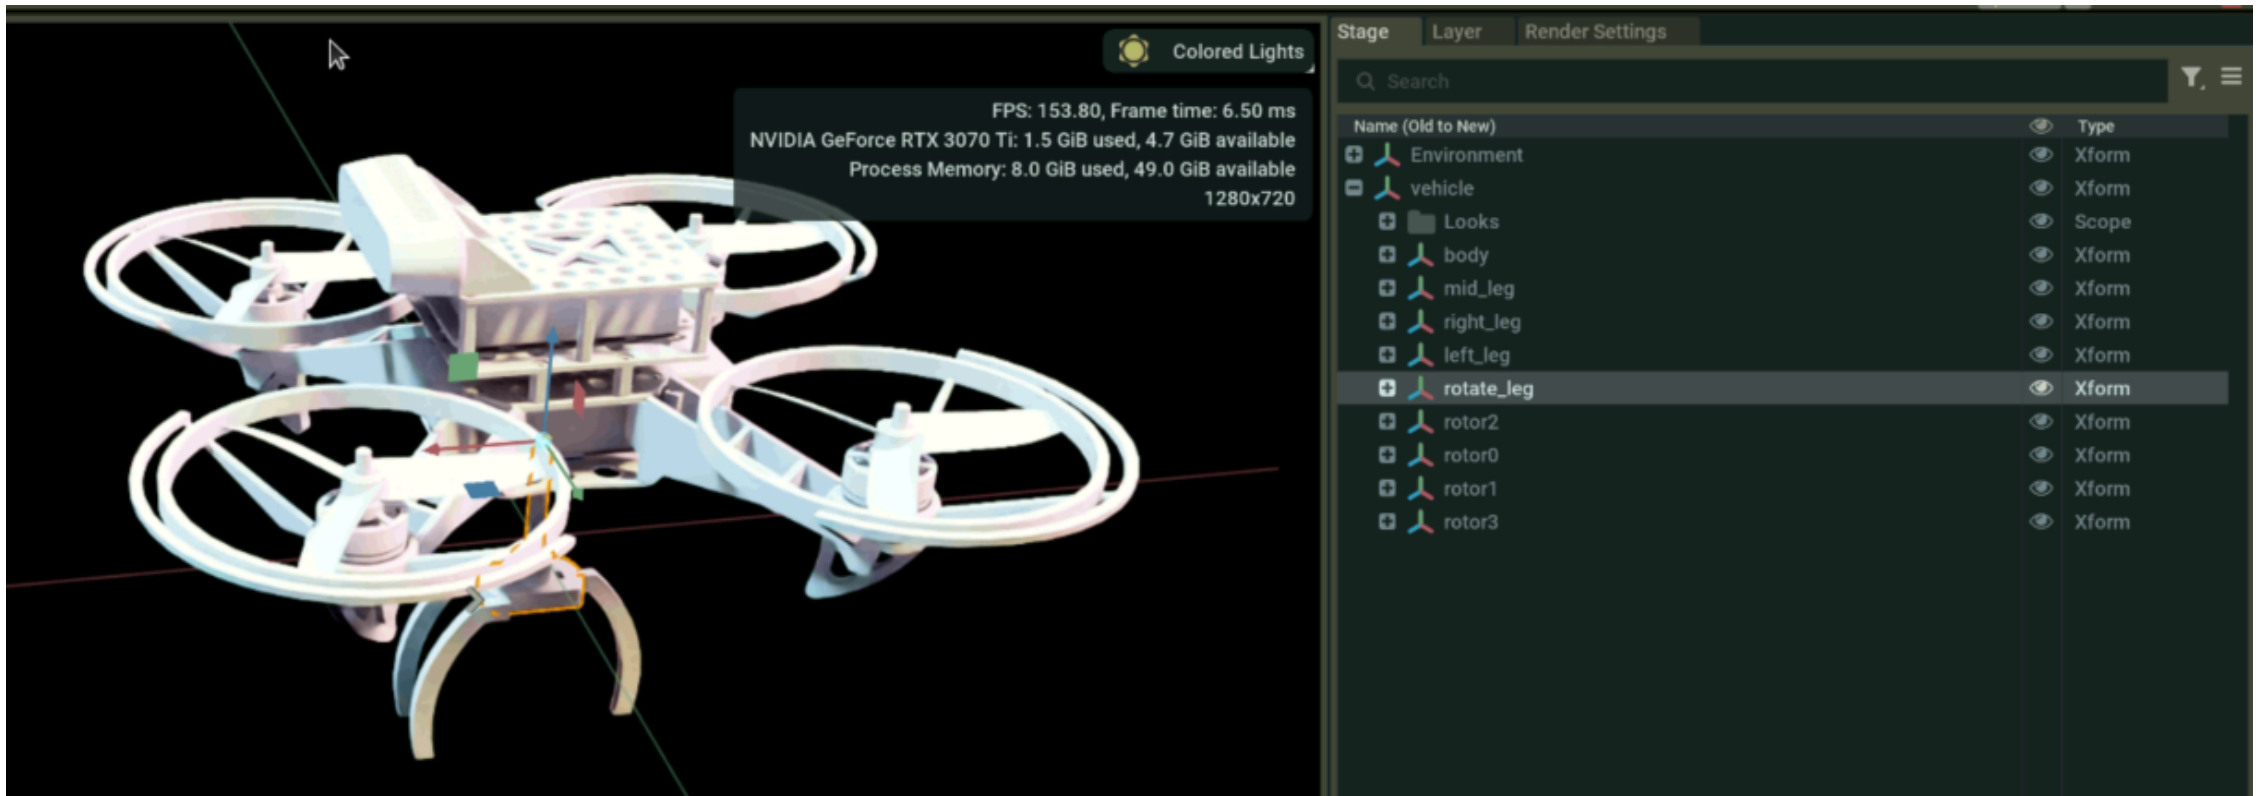 Colored Lights
FPS: 153.80, Frame time: 6.50 ms
NVIDIA GeForce RTX 3070 Ti: 1.5 GiB used, 4.7 GiB available
Process Memory: 8.0 GiB used, 49.0 GiB available
1280x720
Stage Layer Render Settings
Search
Name (Old to New) Type
Environment Xform
vehicle Xform
Looks Scope
body Xform
mid_leg Xform
right_leg Xform
left_leg Xform
rotate_leg Xform
rotor2 Xform
rotor0 Xform
rotor1 Xform
rotor3 Xform